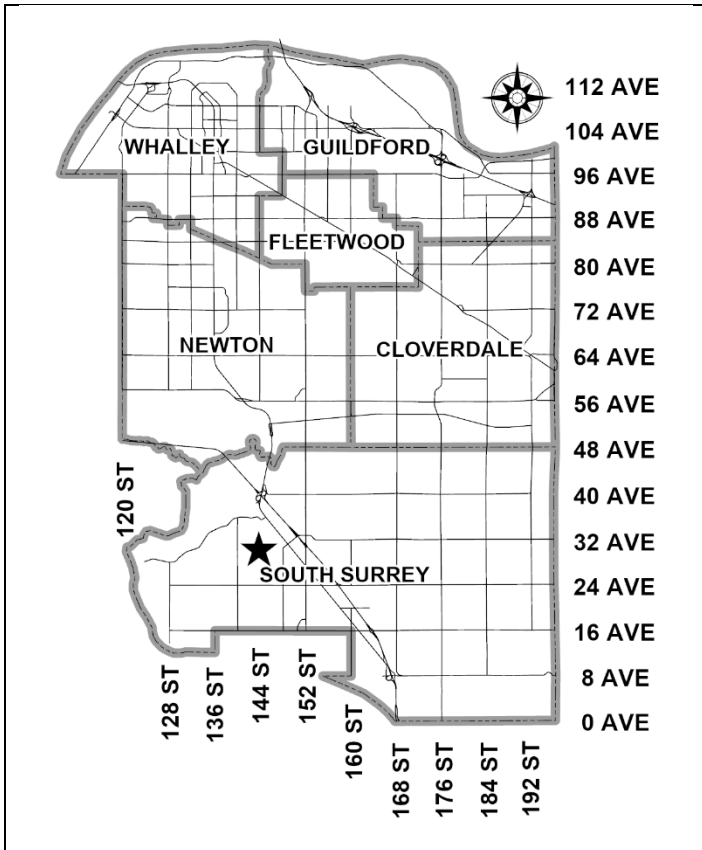 112 AVE
104 AVE
WHALLEY
GUILDFORD
96 AVE
88 AVE
FLEETWOOD
80 AVE
72 AVE
NEWTON
CLOVERDALE
64 AVE
56 AVE
48 AVE
120 ST
40 AVE
32 AVE
SOUTH SURREY
24 AVE
16 AVE
128 ST
136 ST
144 ST
152 ST
160 ST
8 AVE
0 AVE
168 ST
176 ST
184 ST
192 ST